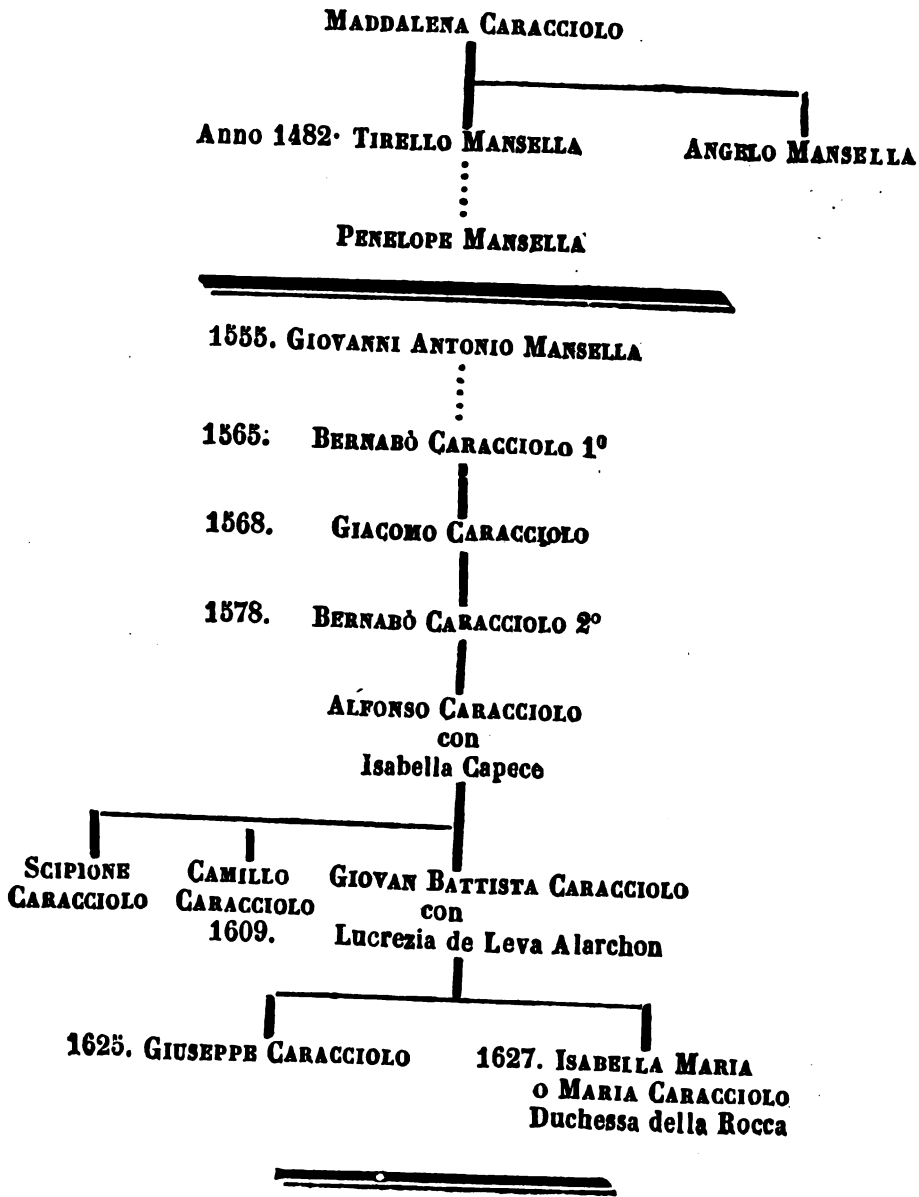 MADDALENA CARACCIOLO
Anno 1482. TIRELLO MANSELLA
ANGELO MANSELLA
PENELOPE MANSELLA
1555. GIOVANNI ANTONIO MANSELLA
1565. BERNABÒ CARACCIOLO 1º
1568. GIACOMO CARACCIOLO
1578. BERNABÒ CARACCIOLO 2º
ALFONSO CARACCIOLO
con
Isabella Capece
SCIPIONE
CARACCIOLO
CAMILLO
CARACCIOLO
1609.
GIOVAN BATTISTA CARACCIOLO
con
Lucrezia de Leva Alarchon
1625. GIUSEPPE CARACCIOLO
1627. ISABELLA MARIA
O MARIA CARACCIOLO
Duchessa della Rocca